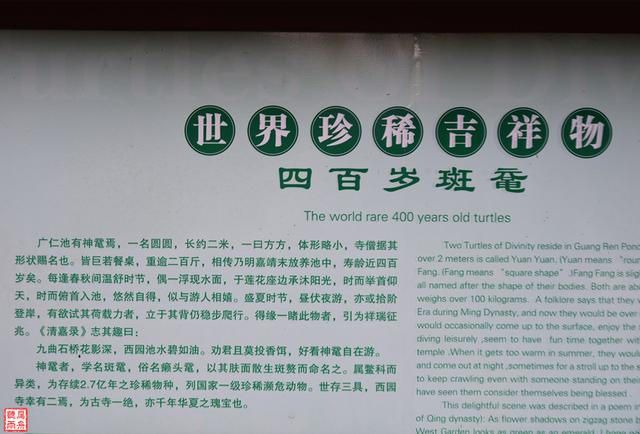 世界珍稀吉祥物
四百岁斑鼋
The world rare 400 years old turtles
广仁池有神鼋焉，一名圆圆，长约二米，一曰方方，体形略小，寺僧据其
形状赐名也。皆巨若餐桌，重逾二百斤，相传乃明嘉靖末放养池中，寿龄近四百
岁矣。每逢春秋间温舒时节，偶一浮现水面，于莲花座边承沐阳光，时而举首仰
天，时而俯首入池，悠然自得，似与游人相嬉。盛夏时节，昼伏夜游，亦或拾阶
登岸，有欲试其荷载力者，立于其背仍稳步爬行。得缘一睹此物者，引为祥瑞征
兆。《清嘉录》志其趣曰：
九曲石桥花影深，西园池水碧如油。劝君且莫投香饵，好看神鼋自在游。
神鼋者，学名斑鼋，俗名癞头鼋，以其肤面散生斑赘而命名之。属鳖科而
异类，为存续2.7亿年之珍稀物种，列国家一级珍稀濒危动物。世存三具，西园
寺幸有二焉，为古寺一绝，亦千年华夏之瑰宝也。
Two Turtles of Divinity reside in Guang Ren Pond
over 2 meters is called Yuan Yuan, (Yuan means “roun
Fang. (Fang means “square shape” .)Fang Fang is sligh
all named after the shape of their bodies. Both are abo
weighs over 100 kilograms. A folklore says that they w
Era during Ming Dynasty, and now they would be over
would occasionally come up to the surface, enjoy the
diving leisurely ,seem to have fun time together with
temple .When it gets too warm in summer, they would
and come out at night ,sometimes for a stroll up to the s
to keep crawling even with someone standing on their
have seen them consider themselves being blessed
This delightful scene was described in a poem in
of Qing dynasty): As flower shadows on zigzag stone b
West Garden looks as green as an emerald, I hope